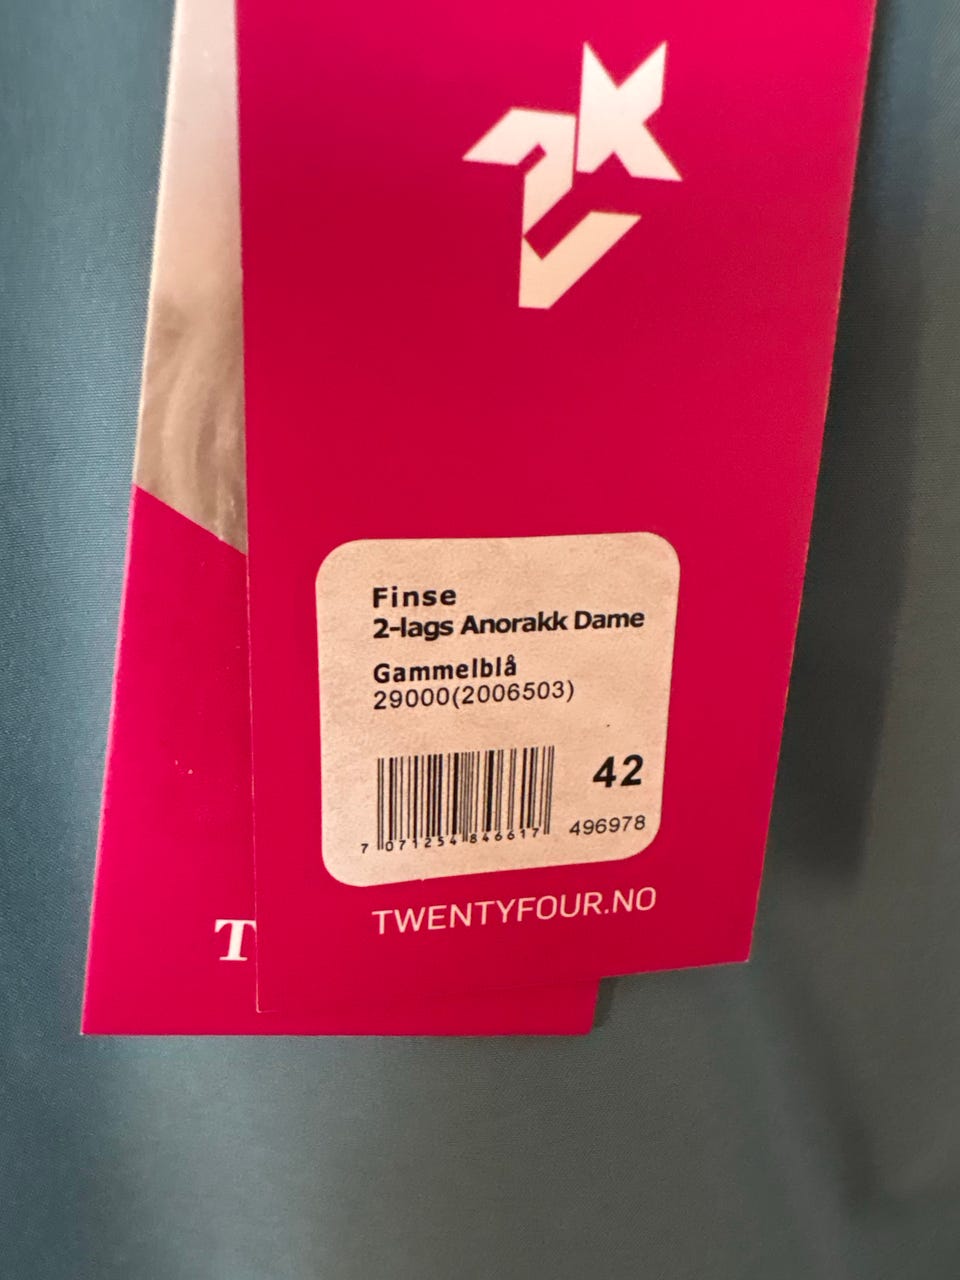 Finse
2-lags Anorakk Dame
Gammelblå
29000(2006503)
42
7 071254 846617
496978
TWENTYFOUR.NO
T